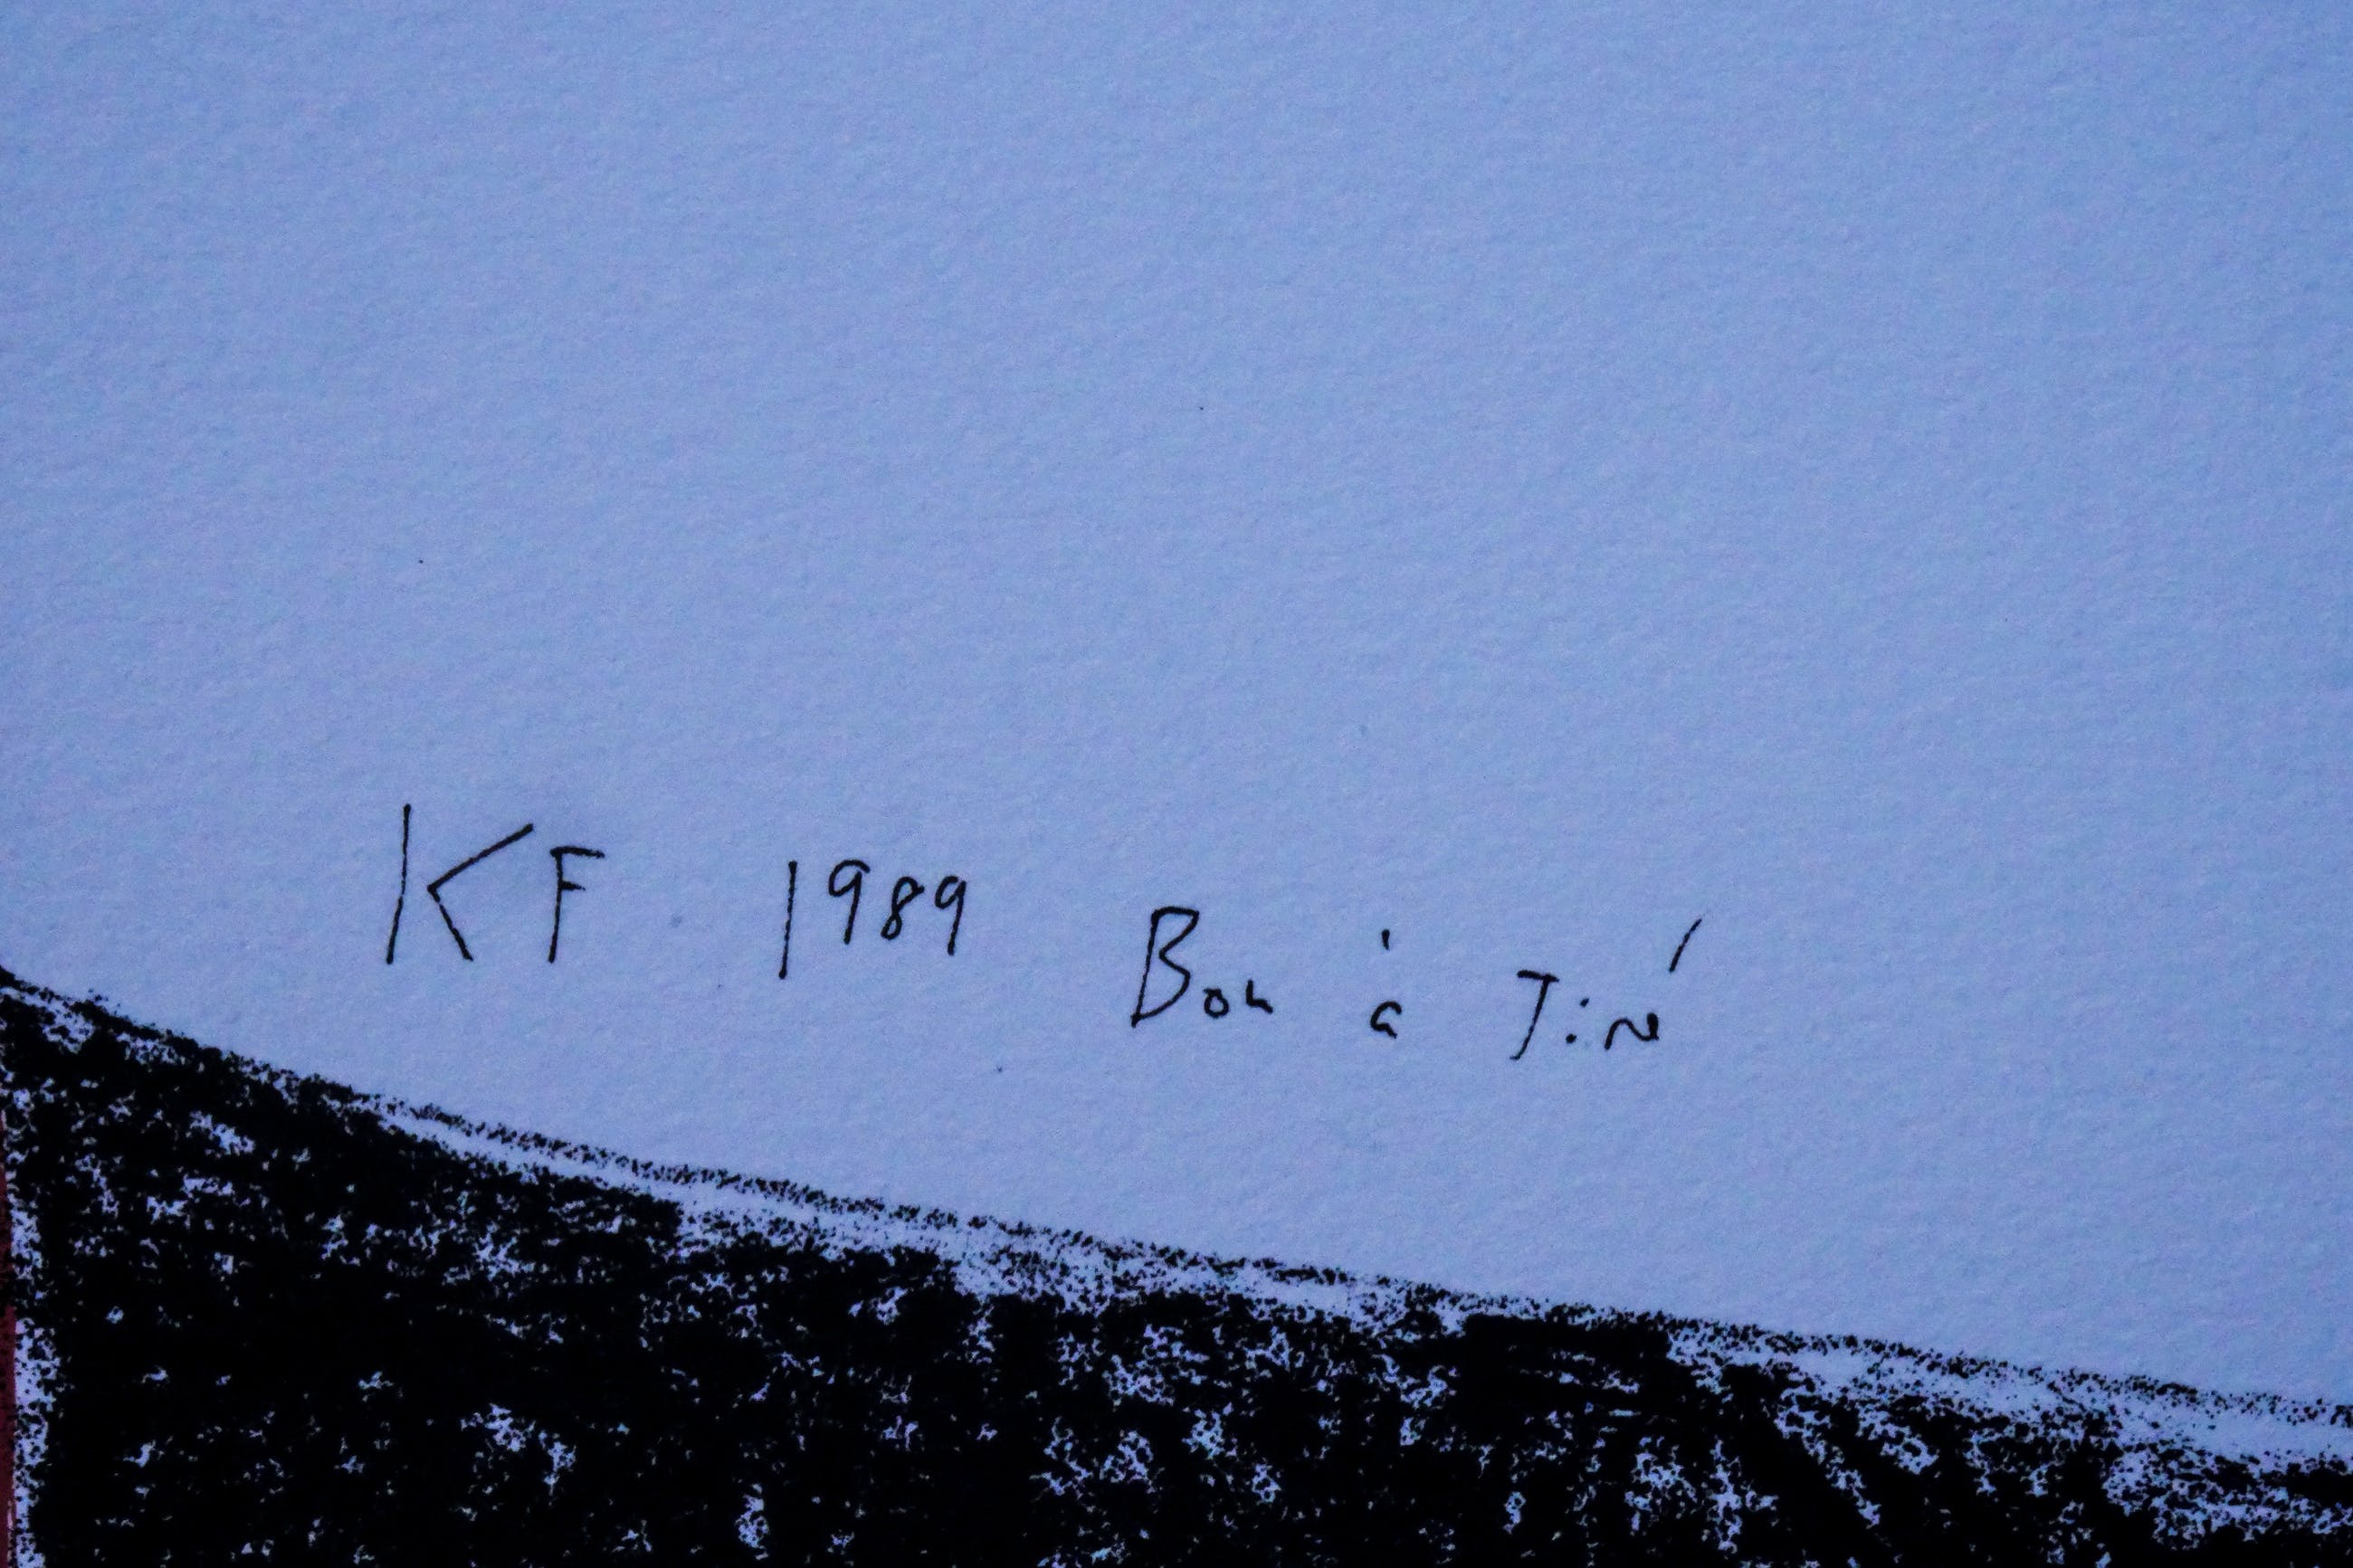 KF 1989 Bon à Tiré